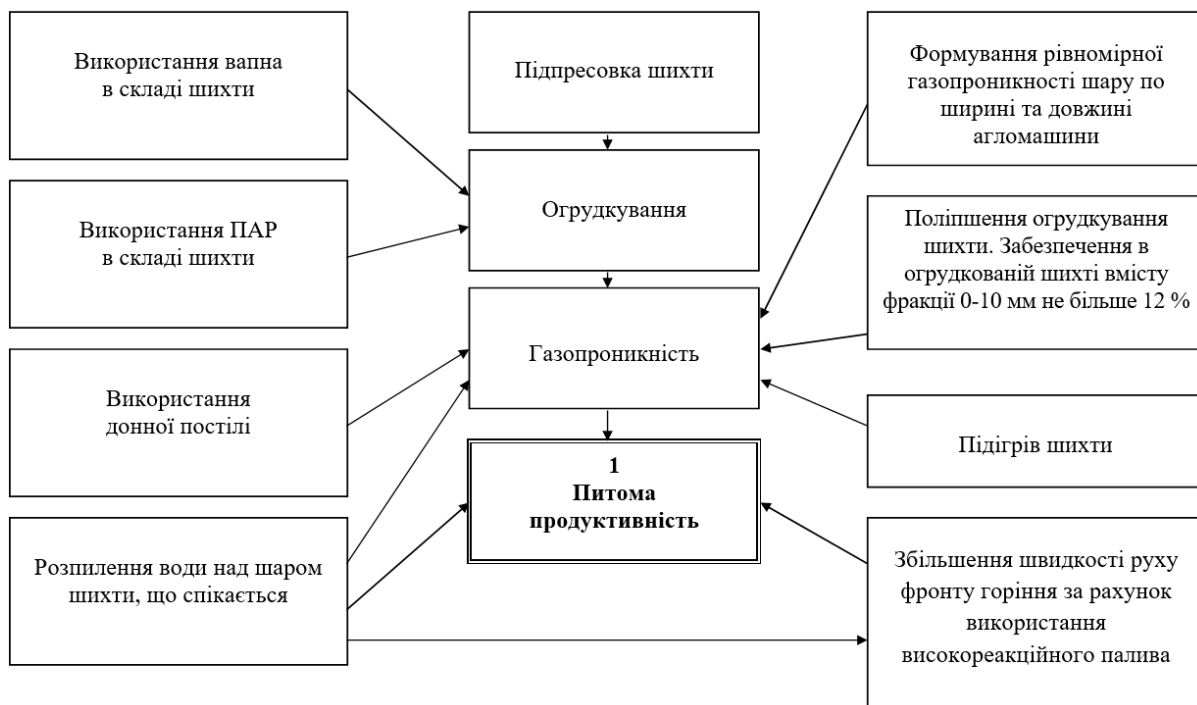 Використання вапна
в складі шихти
Підпресовка шихти
Формування рівномірної
газопроникності шару по
ширині та довжині
агломашини
Використання ПАР
в складі шихти
Огрудкування
Поліпшення огрудкування
шихти. Забезпечення в
огрудкованій шихті вмісту
фракції 0-10 мм не більше 12 %
Використання
донної постілі
Газопроникність
Підігрів шихти
1
Питома
продуктивність
Розпилення води над шаром
шихти, що спікається
Збільшення швидкості руху
фронту горіння за рахунок
використання
високореакційного палива